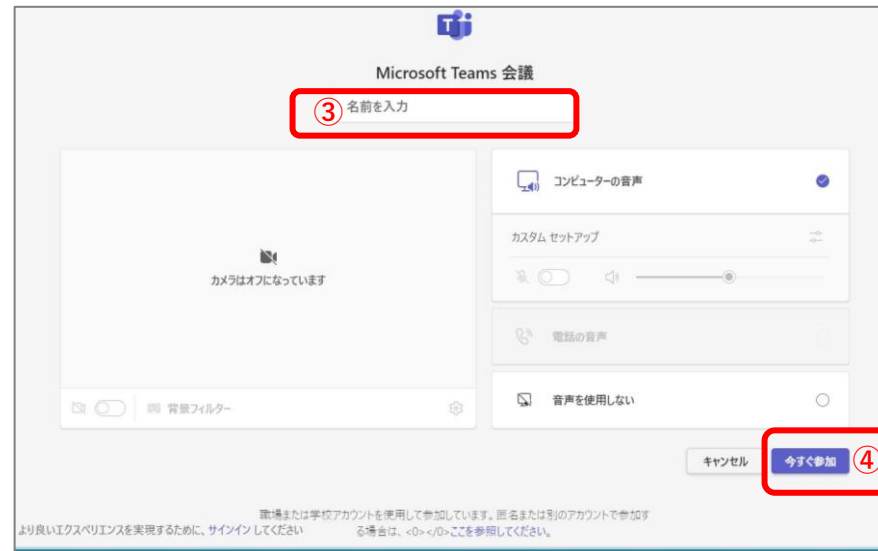 Microsoft Teams 会議
③ 名前を入力
カメラはオフになっています
背景フィルター
コンピューターの音声
カスタム セットアップ
電話の音声
音声を使用しない
キャンセル
今すぐ参加 ④
職場または学校アカウントを使用して参加しています。匿名または別のアカウントで参加す
より良いエクスペリエンスを実現するために、サインイン してください
る場合は、<0></0>ここを参照してください。